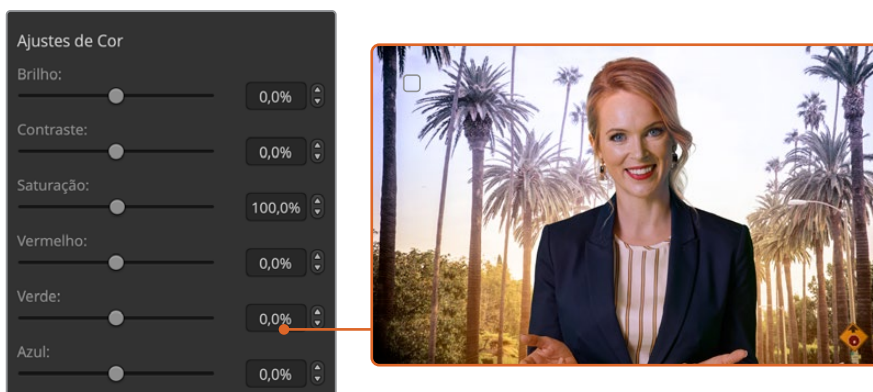 Ajustes de Cor
Brilho:
0,0%
Contraste:
0,0%
Saturação:
100,0%
Vermelho:
0,0%
Verde:
0,0%
Azul:
0,0%